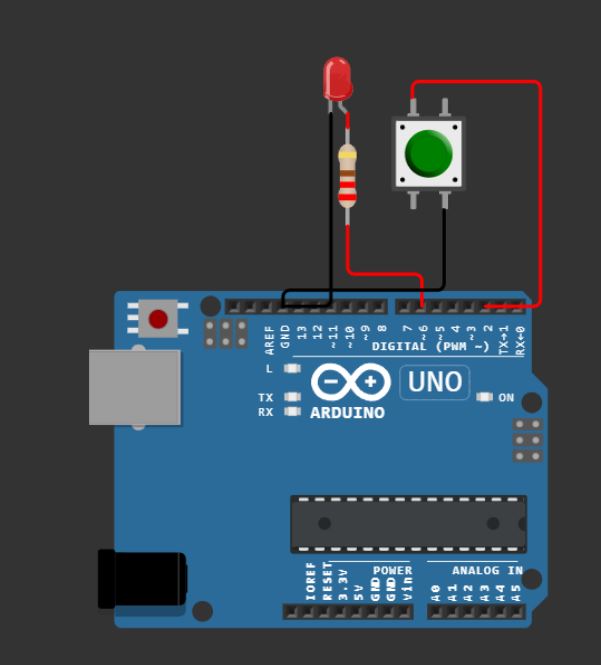 AREF
GND
13
12
~11
~10
~9
8
7
~6
~5
4
~3
2
TX→1
RX←0
DIGITAL (PWM ~)
L
TX
RX
UNO
ON
ARDUINO
IOREF
RESET
3.3V
5V
GND
GND
Vin
POWER
ANALOG IN
A0
A1
A2
A3
A4
A5